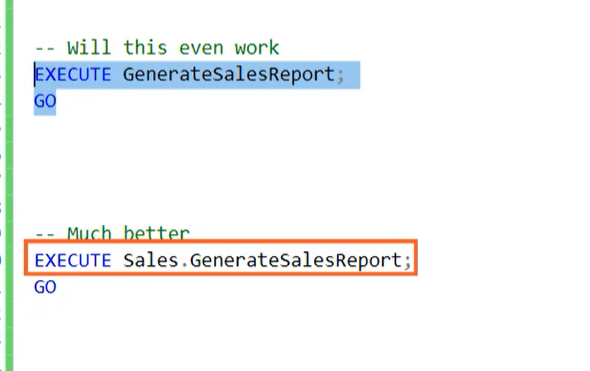 -- Will this even work
EXECUTE GenerateSalesReport;
GO
-- Much better
EXECUTE Sales.GenerateSalesReport;
GO